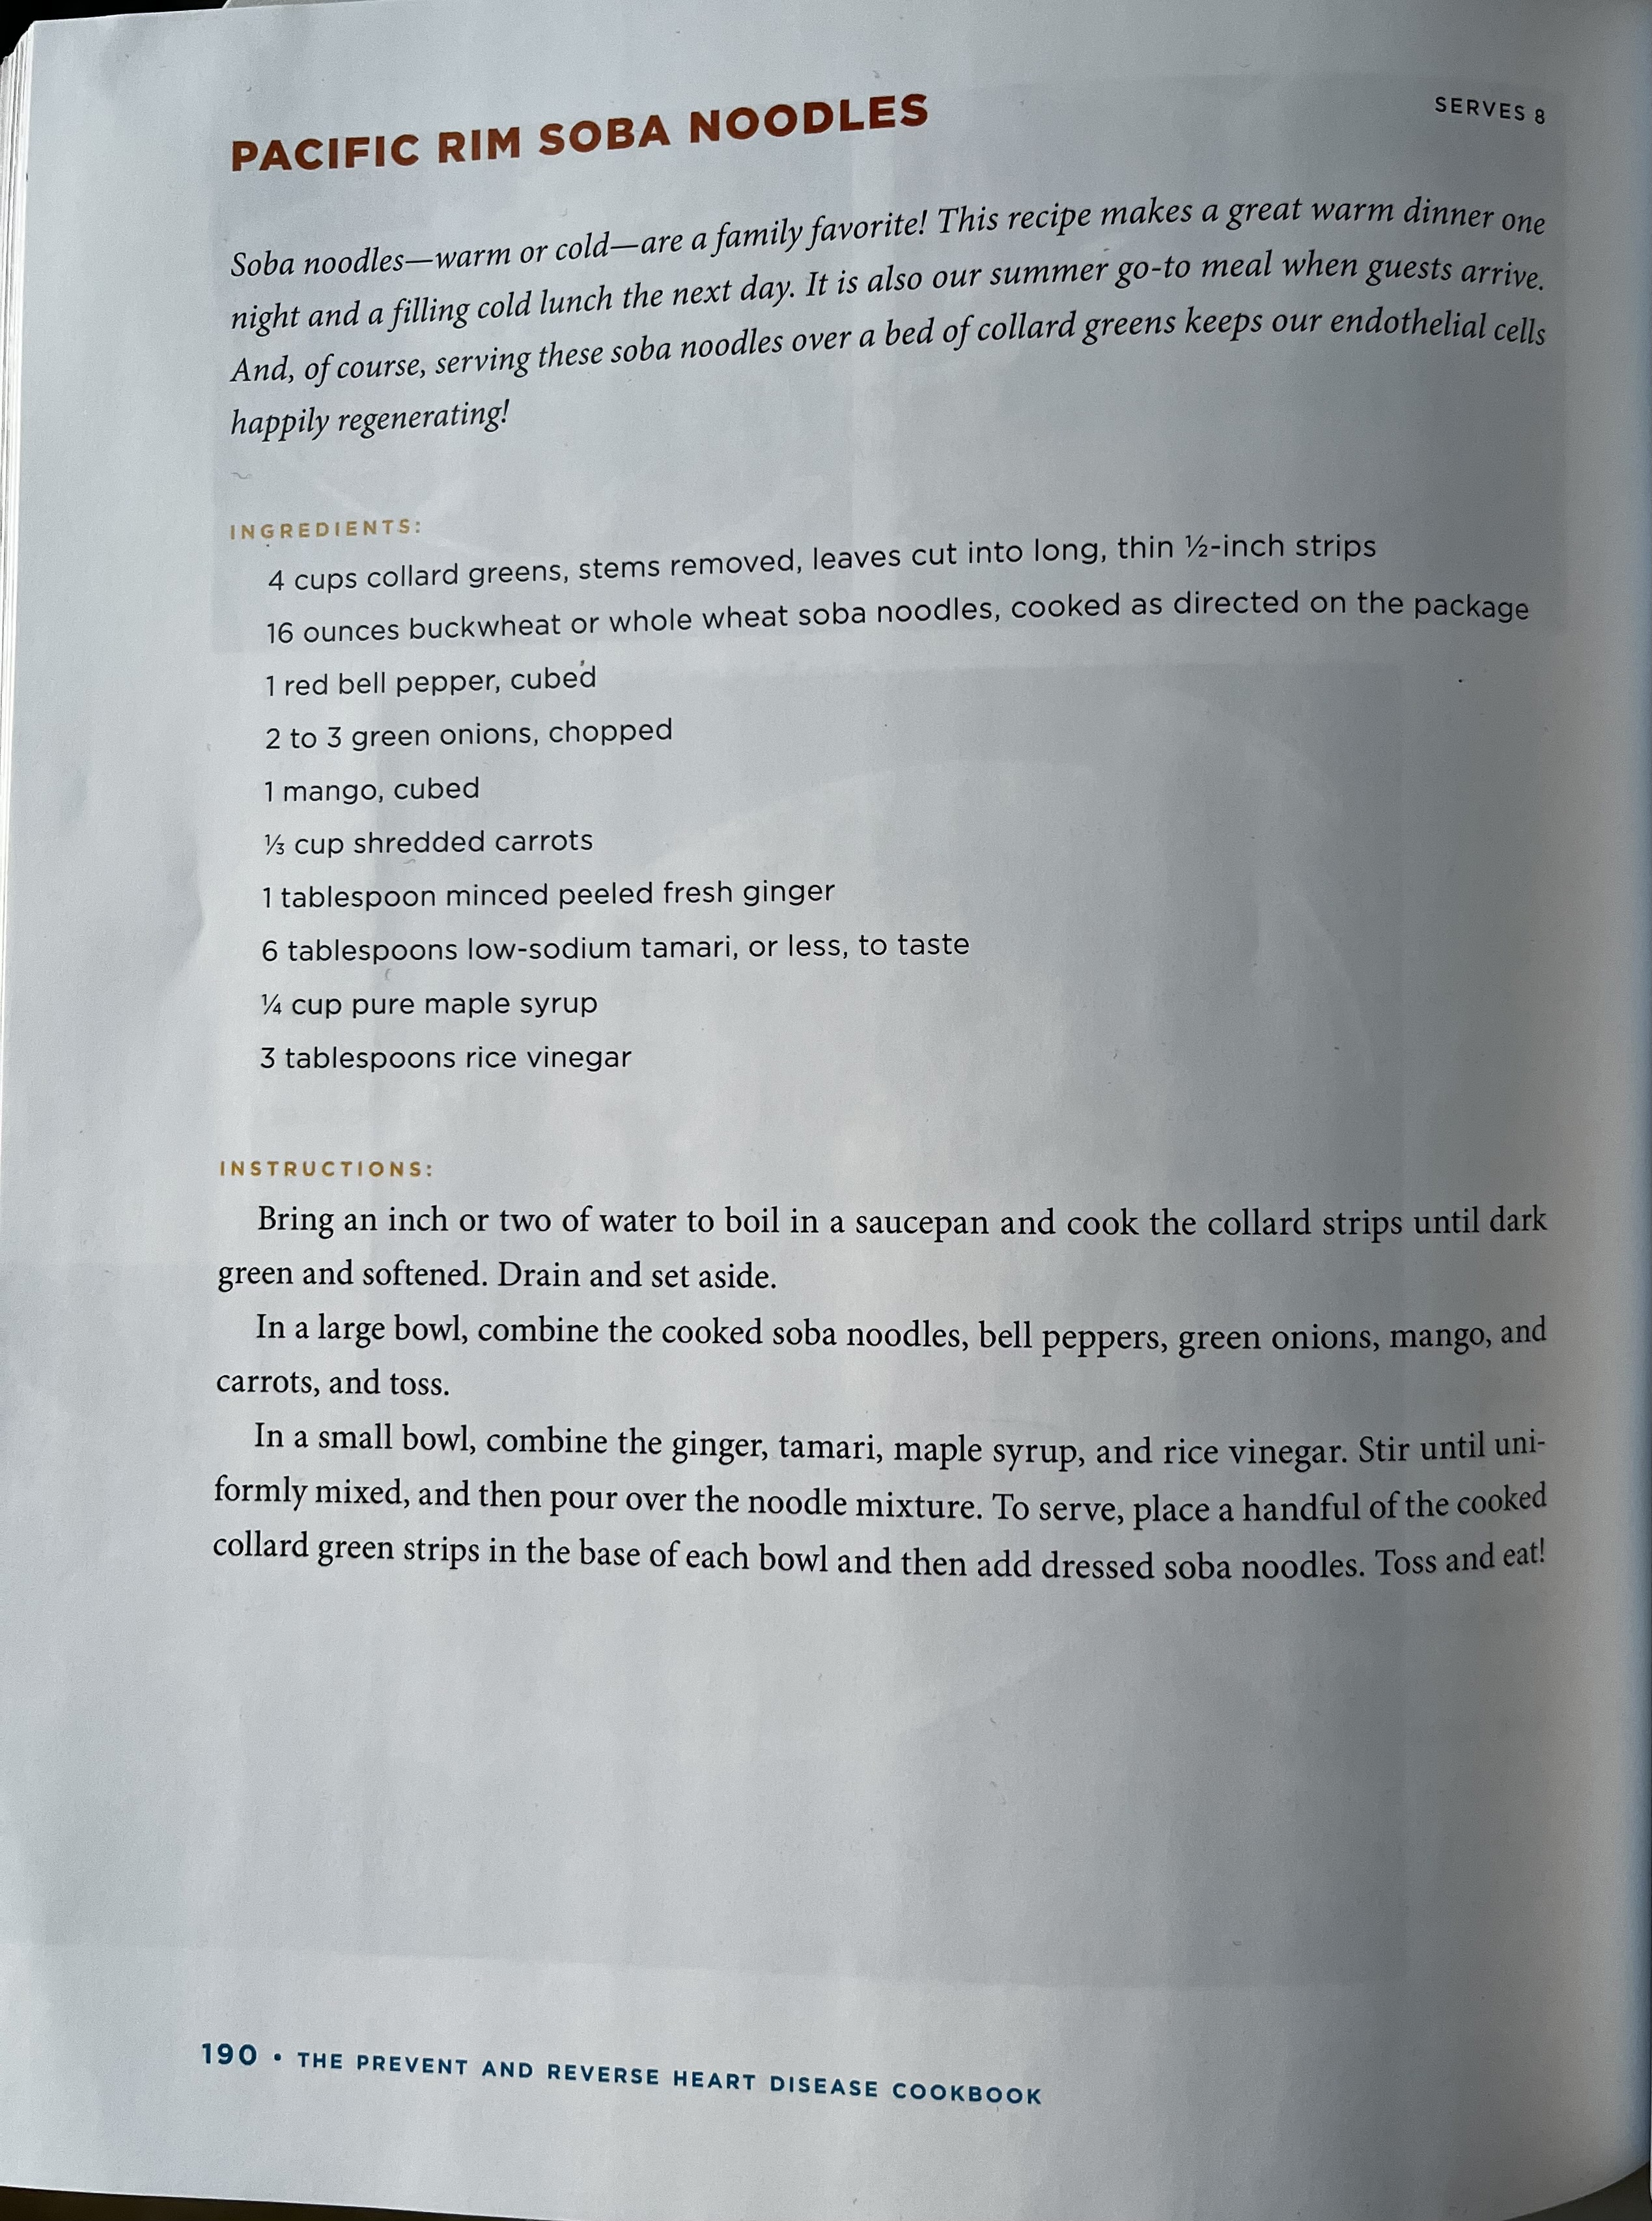 PACIFIC RIM SOBA NOODLES
SERVES 8
Soba noodles—warm or cold—are a family favorite! This recipe makes a great warm dinner one
night and a filling cold lunch the next day. It is also our summer go-to meal when guests arrive.
And, of course, serving these soba noodles over a bed of collard greens keeps our endothelial cells
happily regenerating!
INGREDIENTS:
4 cups collard greens, stems removed, leaves cut into long, thin ½-inch strips
16 ounces buckwheat or whole wheat soba noodles, cooked as directed on the package
1 red bell pepper, cubed
2 to 3 green onions, chopped
1 mango, cubed
⅓ cup shredded carrots
1 tablespoon minced peeled fresh ginger
6 tablespoons low-sodium tamari, or less, to taste
¼ cup pure maple syrup
3 tablespoons rice vinegar
INSTRUCTIONS:
Bring an inch or two of water to boil in a saucepan and cook the collard strips until dark
green and softened. Drain and set aside.
In a large bowl, combine the cooked soba noodles, bell peppers, green onions, mango, and
carrots, and toss.
In a small bowl, combine the ginger, tamari, maple syrup, and rice vinegar. Stir until uni-
formly mixed, and then pour over the noodle mixture. To serve, place a handful of the cooked
collard green strips in the base of each bowl and then add dressed soba noodles. Toss and eat!
190 • THE PREVENT AND REVERSE HEART DISEASE COOKBOOK